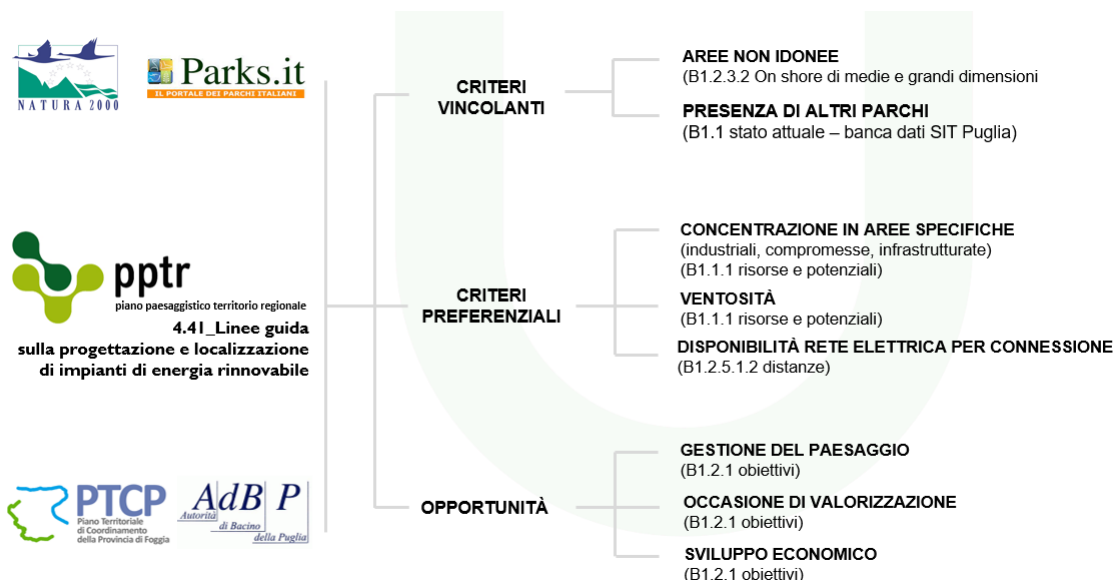 NATURA 2000
Parks.it
IL PORTALE DEI PARCHI ITALIANI
pptr
piano paesaggistico territorio regionale
4.41_Linee guida
sulla progettazione e localizzazione
di impianti di energia rinnovabile
PTCP
Piano Territoriale
di Coordinamento
della Provincia di Foggia
AdB P
Autorità
di Bacino
della Puglia
CRITERI
VINCOLANTI
AREE NON IDONEE
(B1.2.3.2 On shore di medie e grandi dimensioni
PRESENZA DI ALTRI PARCHI
(B1.1 stato attuale – banca dati SIT Puglia)
CRITERI
PREFERENZIALI
CONCENTRAZIONE IN AREE SPECIFICHE
(industriali, compromesse, infrastrutturate)
(B1.1.1 risorse e potenziali)
VENTOSITÀ
(B1.1.1 risorse e potenziali)
DISPONIBILITÀ RETE ELETTRICA PER CONNESSIONE
(B1.2.5.1.2 distanze)
OPPORTUNITÀ
GESTIONE DEL PAESAGGIO
(B1.2.1 obiettivi)
OCCASIONE DI VALORIZZAZIONE
(B1.2.1 obiettivi)
SVILUPPO ECONOMICO
(B1.2.1 obiettivi)